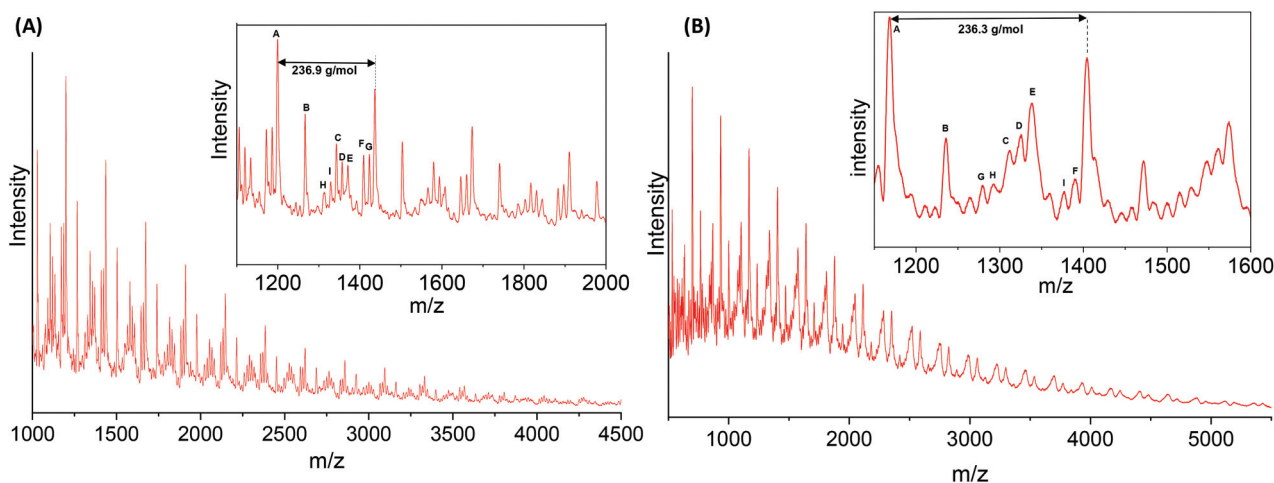 (A)
Intensity
1000 1500 2000 2500 3000 3500 4000 4500
m/z
Intensity
A
236.9 g/mol
B
C
D
E
F
G
H
I
1200 1400 1600 1800 2000
m/z
(B)
Intensity
1000 2000 3000 4000 5000
m/z
intensity
A
236.3 g/mol
B
G
H
C
D
E
I
F
1200 1300 1400 1500 1600
m/z